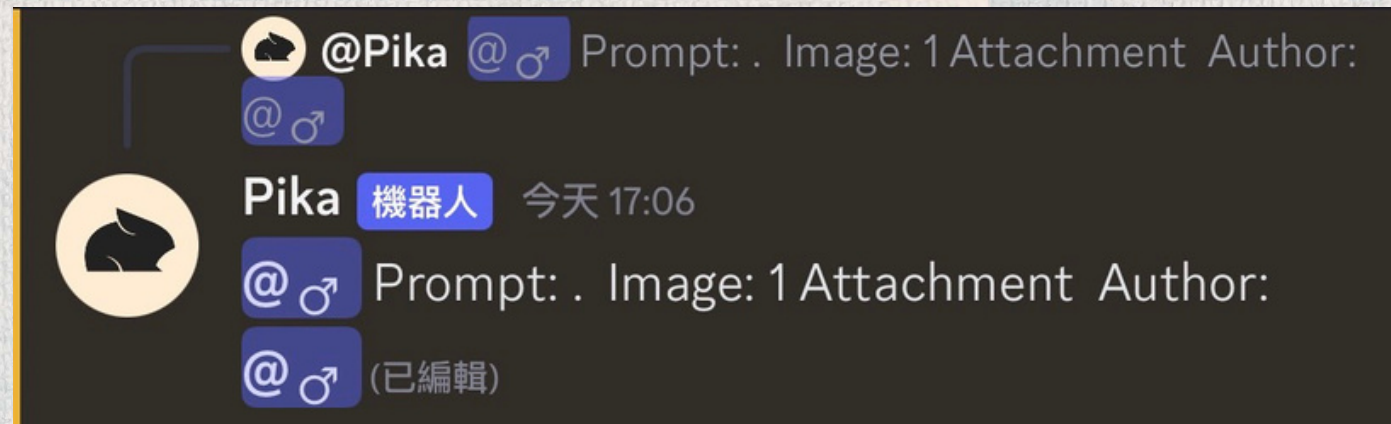 @Pika @♂ Prompt: . Image: 1 Attachment Author:
@♂
Pika 機器人 今天 17:06
@♂ Prompt: . Image: 1 Attachment Author:
@♂ (已編輯)